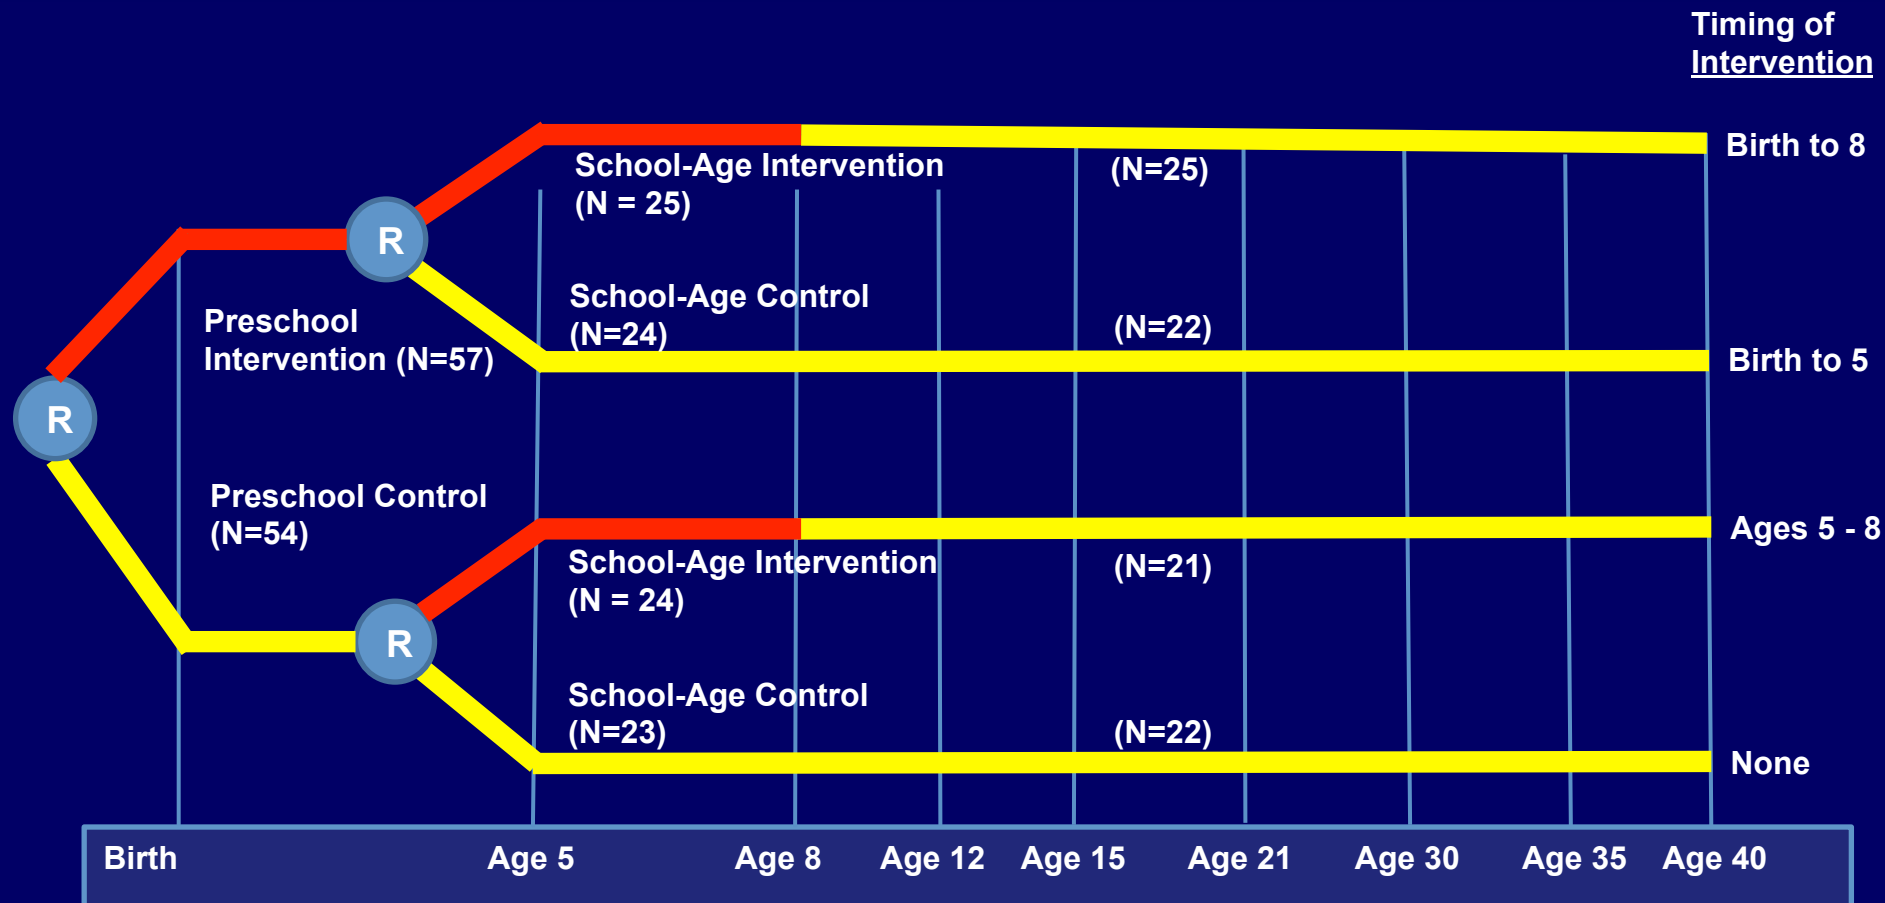 Timing of
Intervention
Birth to 8
School-Age Intervention
(N = 25)
(N=25)
R
School-Age Control
(N=24)
(N=22)
Birth to 5
Preschool
Intervention (N=57)
R
Preschool Control
(N=54)
Ages 5 - 8
School-Age Intervention
(N = 24)
(N=21)
R
School-Age Control
(N=23)
(N=22)
None
Birth Age 5 Age 8 Age 12 Age 15 Age 21 Age 30 Age 35 Age 40